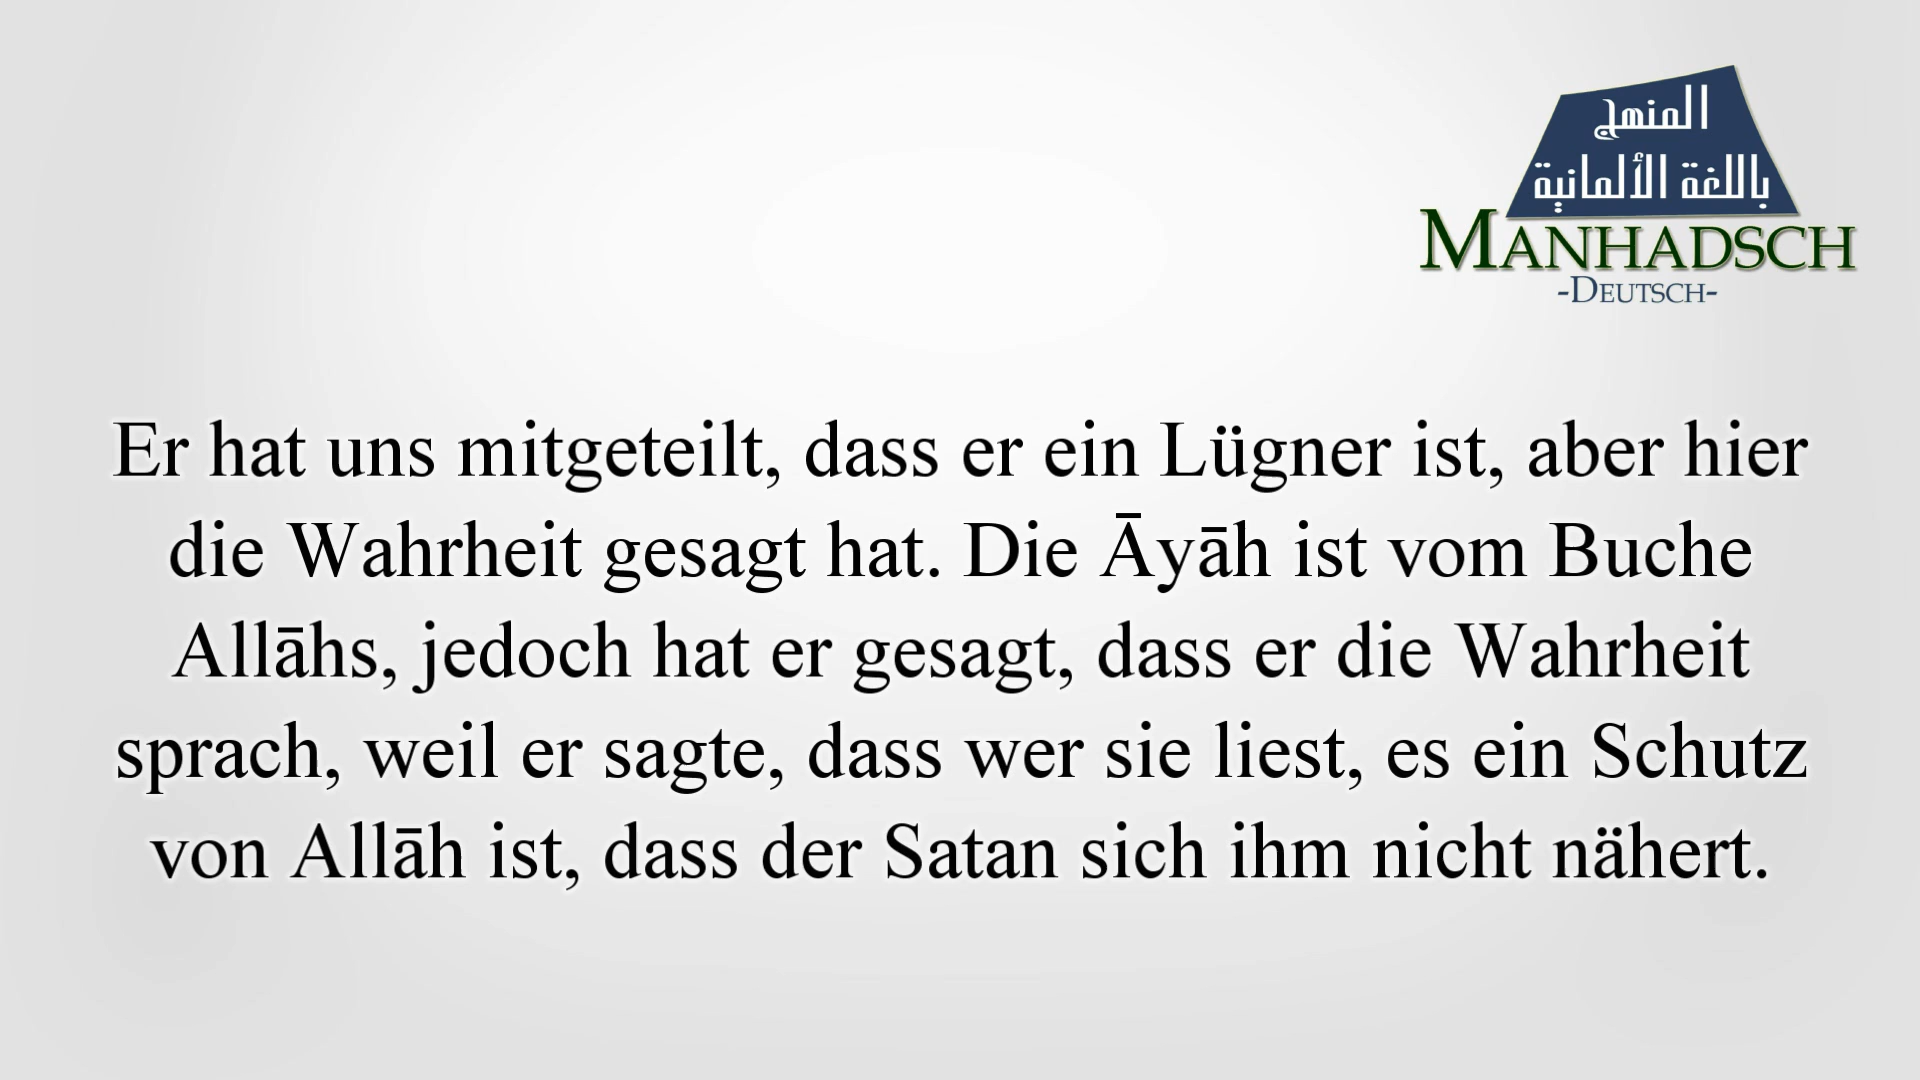 المنهج
باللغة الألمانية
MANHADSCH
-DEUTSCH-
Er hat uns mitgeteilt, dass er ein Lügner ist, aber hier
die Wahrheit gesagt hat. Die Āyāh ist vom Buche
Allāhs, jedoch hat er gesagt, dass er die Wahrheit
sprach, weil er sagte, dass wer sie liest, es ein Schutz
von Allāh ist, dass der Satan sich ihm nicht nähert.